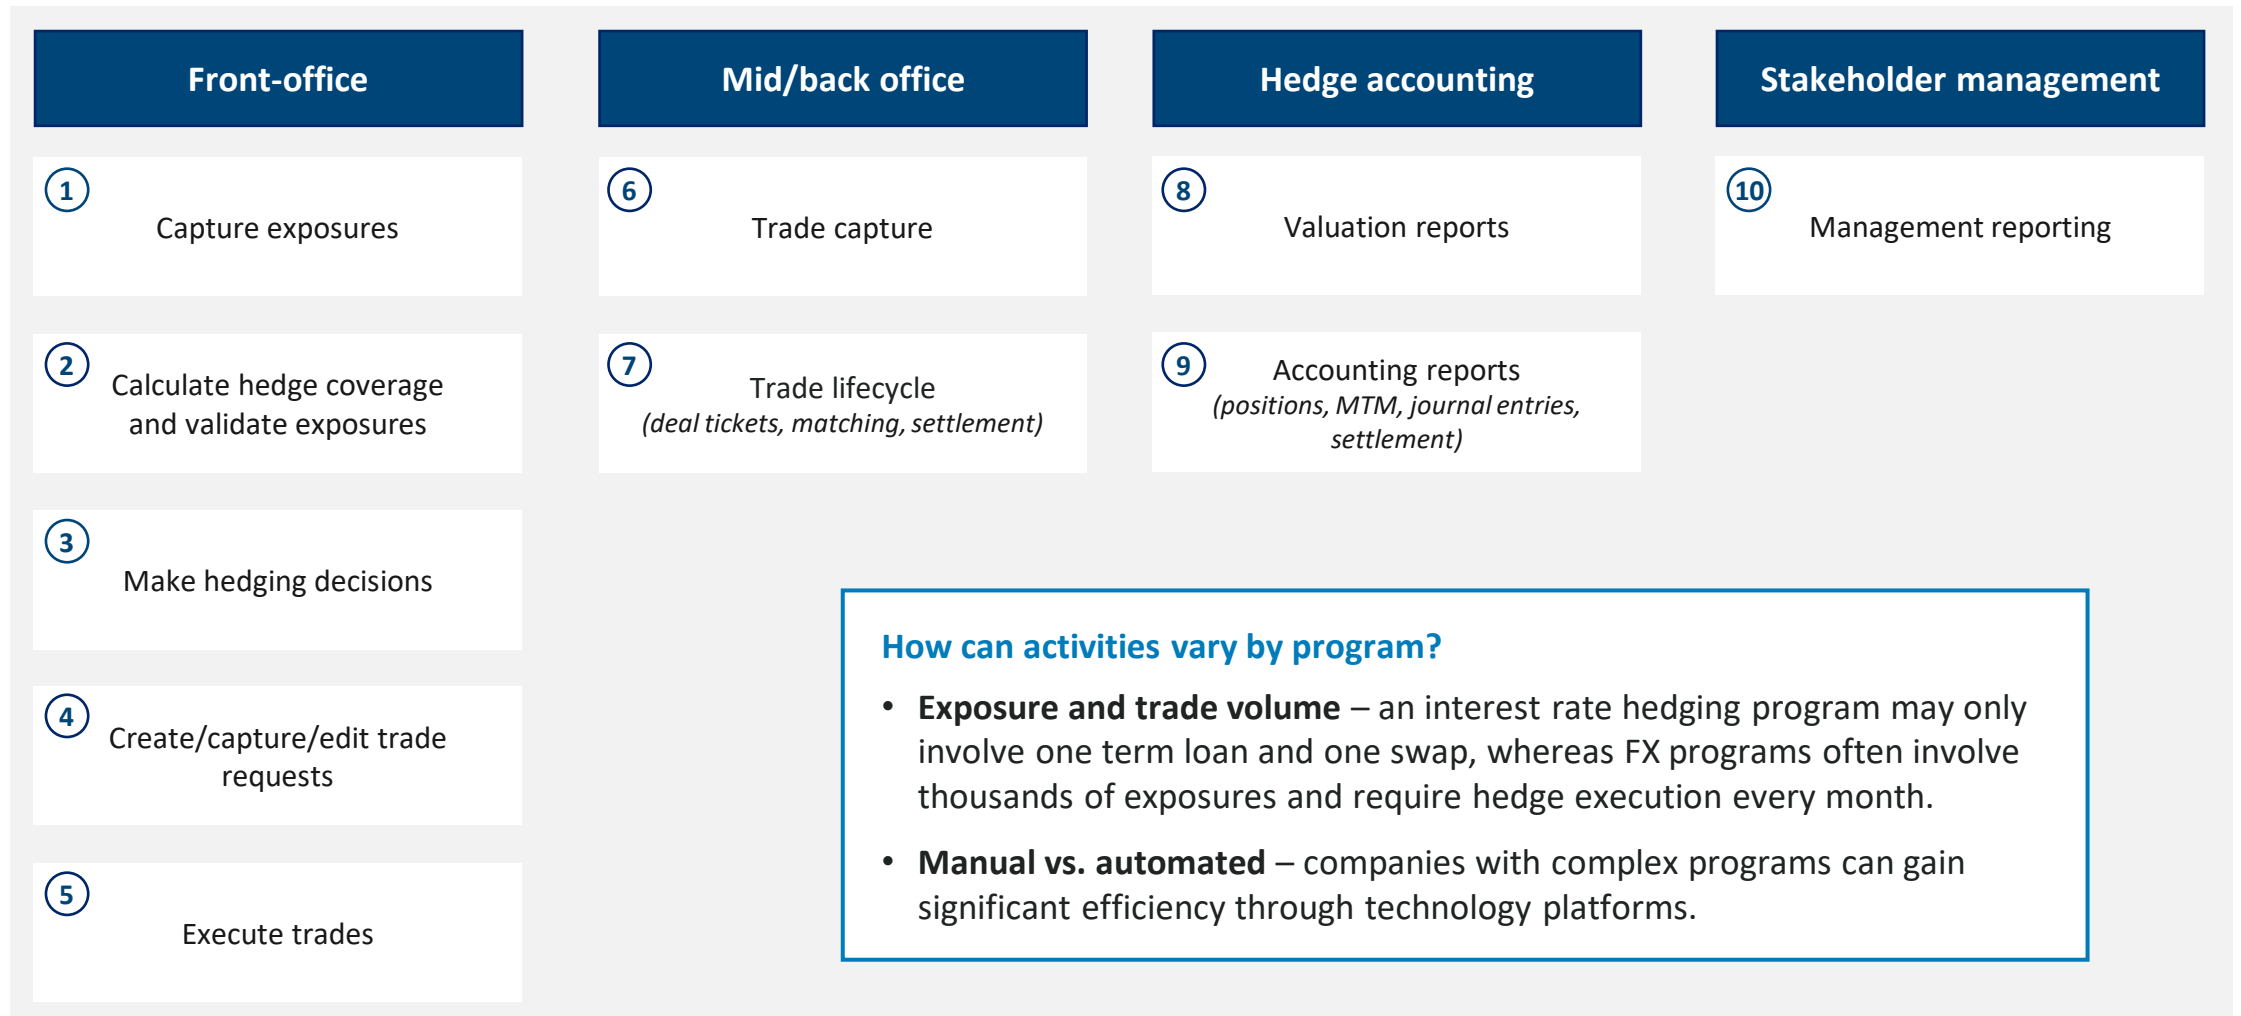 Front-office
1
Capture exposures
2
Calculate hedge coverage
and validate exposures
3
Make hedging decisions
4
Create/capture/edit trade
requests
5
Execute trades
Mid/back office
6
Trade capture
7
Trade lifecycle
(deal tickets, matching, settlement)
Hedge accounting
8
Valuation reports
9
Accounting reports
(positions, MTM, journal entries,
settlement)
Stakeholder management
10
Management reporting
How can activities vary by program?
• Exposure and trade volume – an interest rate hedging program may only
involve one term loan and one swap, whereas FX programs often involve
thousands of exposures and require hedge execution every month.
• Manual vs. automated – companies with complex programs can gain
significant efficiency through technology platforms.